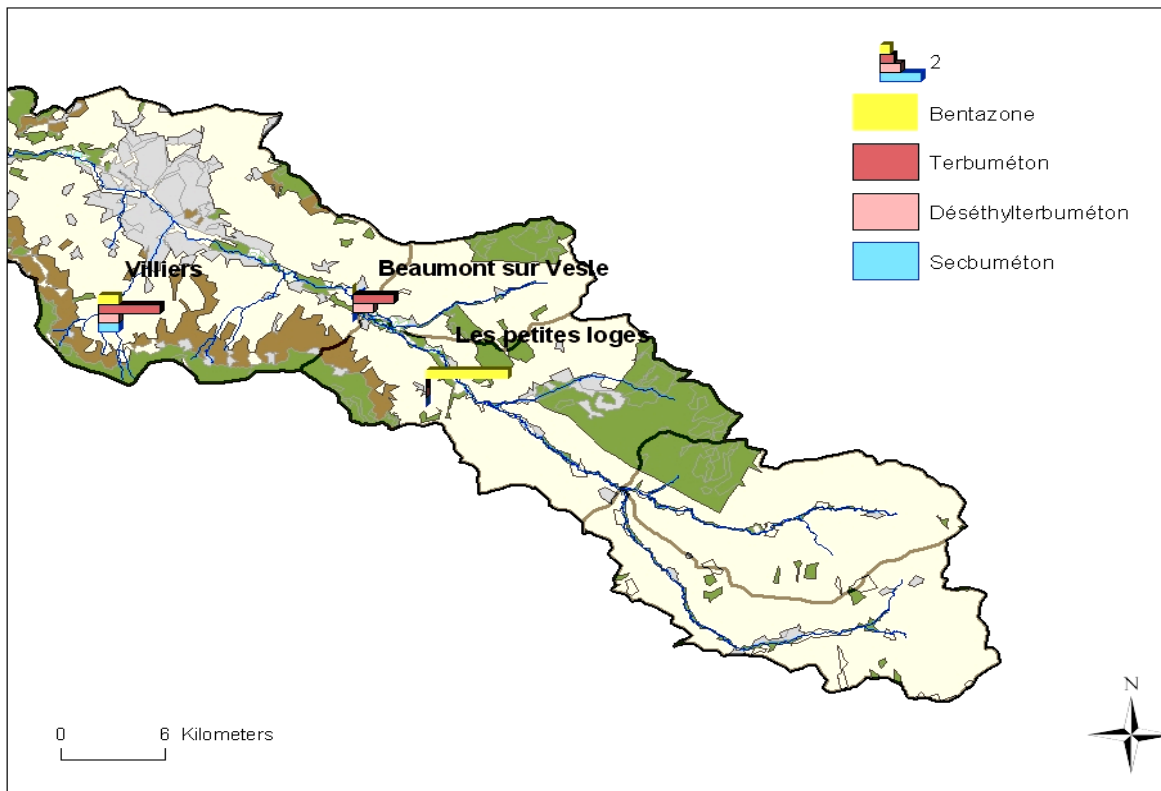 2
Bentazone
Terbuméton
Déséthylterbuméton
Secbuméton
Villiers
Beaumont sur Vesle
Les petites loges
N
0 6 Kilometers